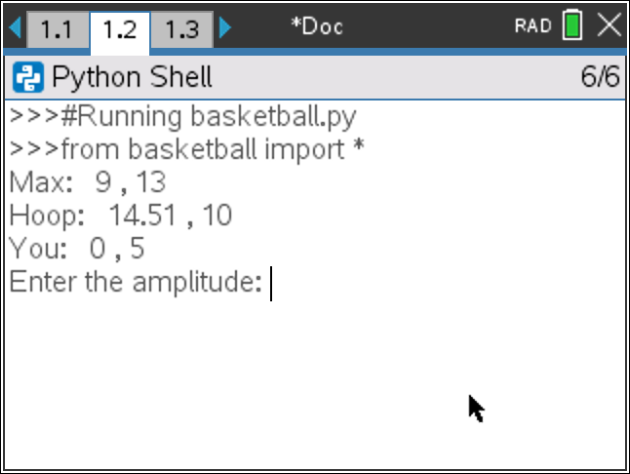 1.1 1.2 1.3 *Doc RAD
Python Shell 6/6
>>>#Running basketball.py
>>>from basketball import *
Max: 9 , 13
Hoop: 14.51 , 10
You: 0 , 5
Enter the amplitude: